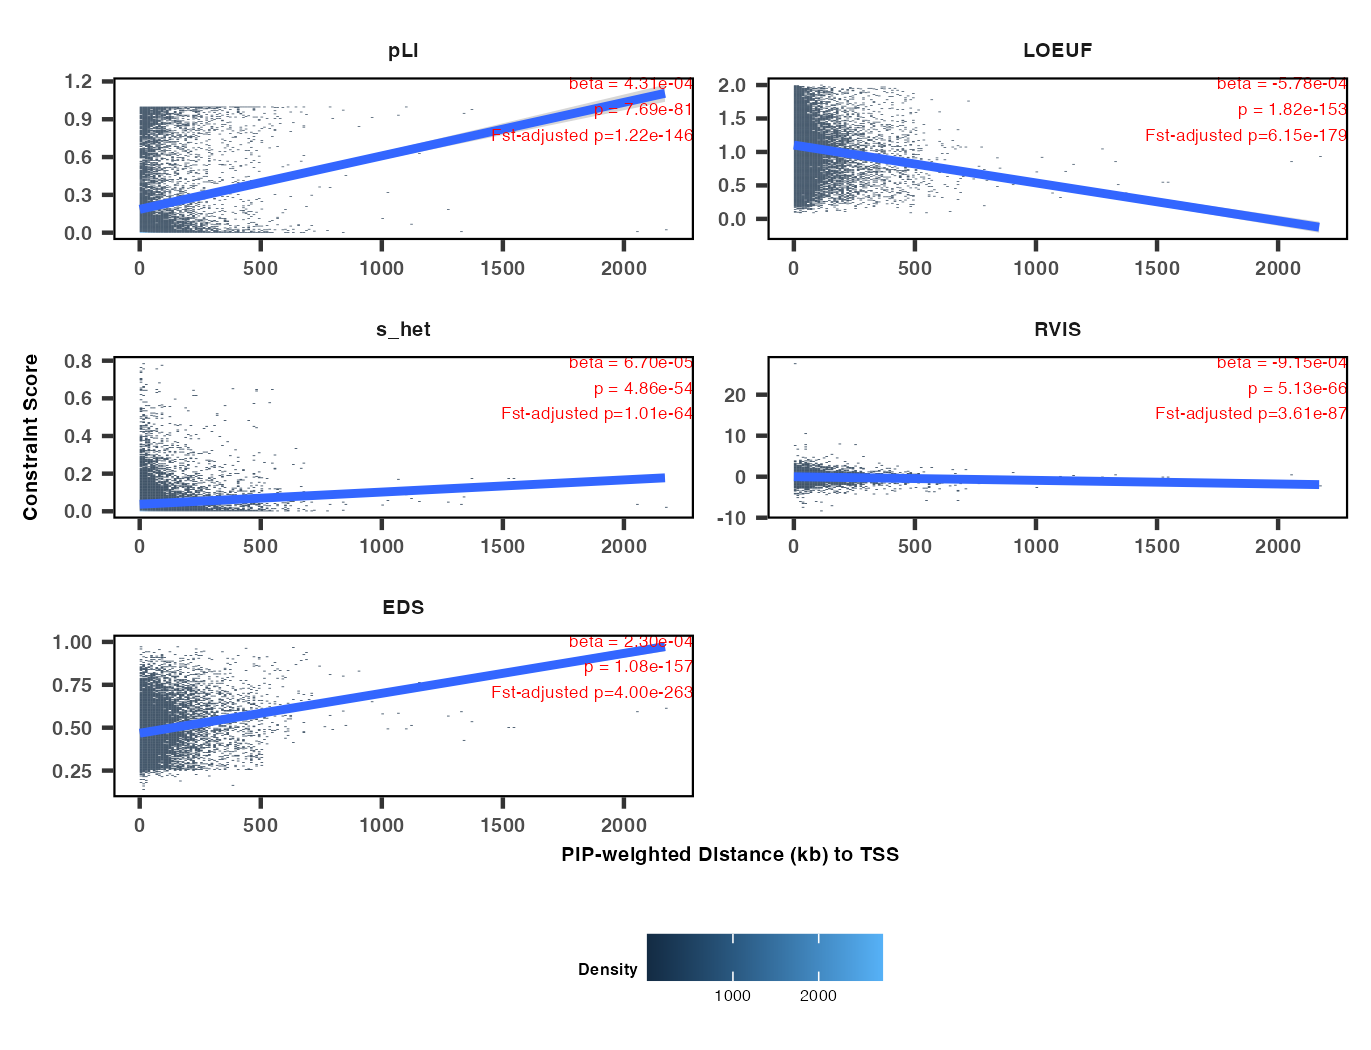 pLI
beta = 4.31e-04
p = 7.69e-81
Fst-adjusted p=1.22e-146
1.2
0.9
0.6
0.3
0.0
0 500 1000 1500 2000
LOEUF
beta = -5.78e-04
p = 1.82e-153
Fst-adjusted p=6.15e-179
2.0
1.5
1.0
0.5
0.0
0 500 1000 1500 2000
Constraint Score
s_het
beta = 6.70e-05
p = 4.86e-54
Fst-adjusted p=1.01e-64
0.8
0.6
0.4
0.2
0.0
0 500 1000 1500 2000
RVIS
beta = -9.15e-04
p = 5.13e-66
Fst-adjusted p=3.61e-87
20
10
0
-10
0 500 1000 1500 2000
EDS
beta = 2.30e-04
p = 1.08e-157
Fst-adjusted p=4.00e-263
1.00
0.75
0.50
0.25
0 500 1000 1500 2000
PIP-weighted Distance (kb) to TSS
Density
1000 2000